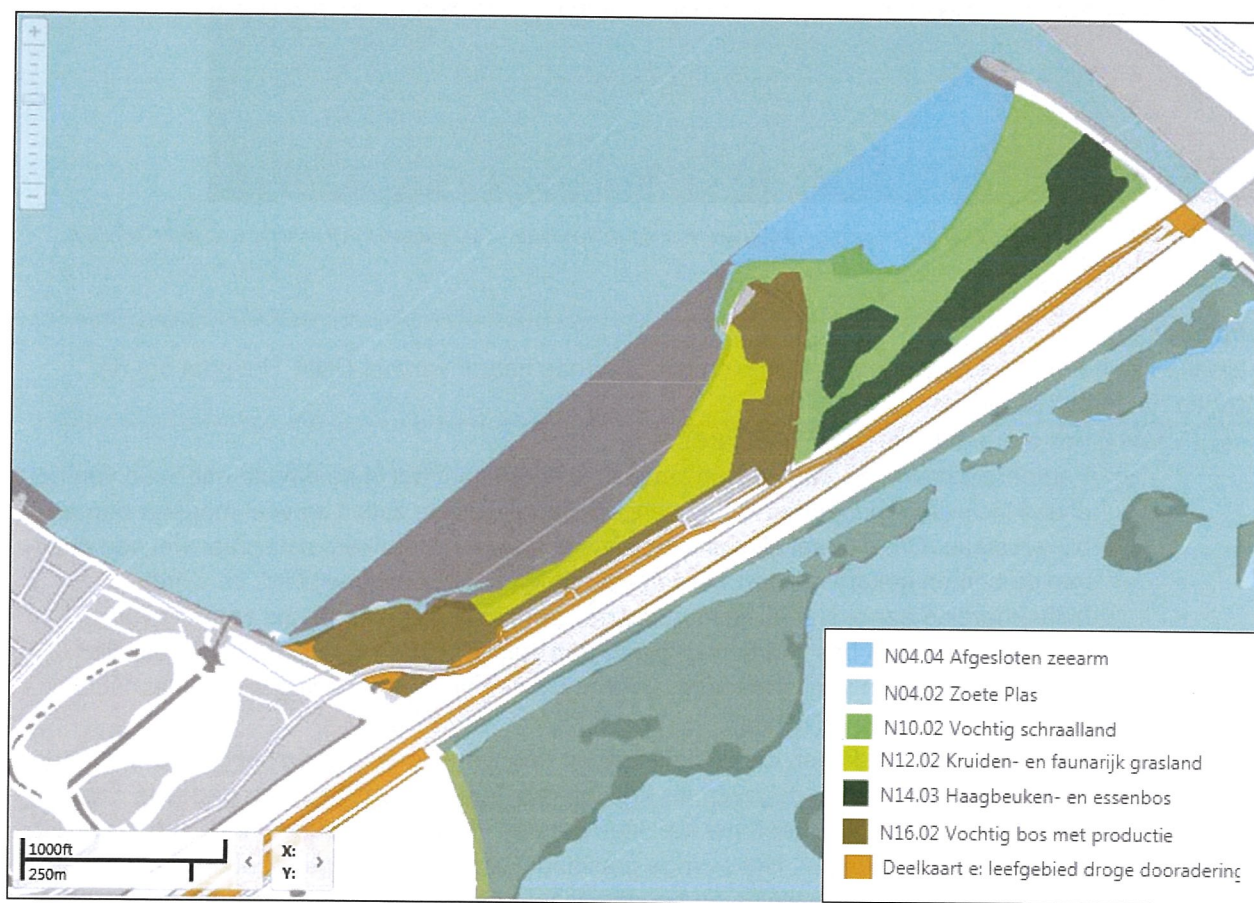 +
−
N04.04 Afgesloten zeearm
N04.02 Zoete Plas
N10.02 Vochtig schraalland
N12.02 Kruiden- en faunarijk grasland
N14.03 Haagbeuken- en essenbos
N16.02 Vochtig bos met productie
Deelkaart e: leefgebied droge dooradering
1000ft
250m
<
X:
Y:
>